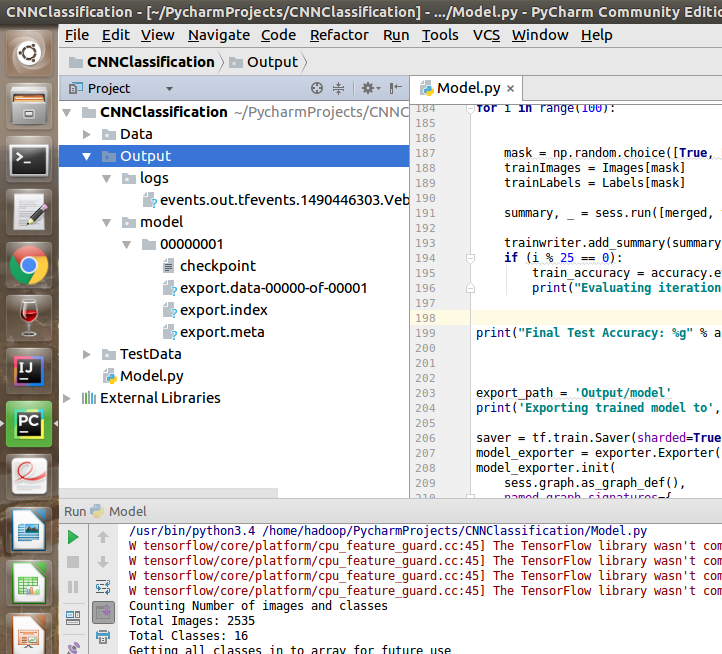 CNNClassification - [~/PycharmProjects/CNNClassification] - .../Model.py - PyCharm Community Editio
File Edit View Navigate Code Refactor Run Tools VCS Window Help
CNNClassification Output
Project
Model.py
CNNClassification ~/PycharmProjects/CNNC
Data
Output
logs
events.out.tfevents.1490446303.Veb
model
00000001
checkpoint
export.data-00000-of-00001
export.index
export.meta
TestData
Model.py
External Libraries
184 for i in range(100):
185
186
187 mask = np.random.choice([True,
188 trainImages = Images[mask]
189 trainLabels = Labels[mask]
190
191 summary, _ = sess.run([merged,
192
193 trainwriter.add_summary(summary
194 if (i % 25 == 0):
195 train_accuracy = accuracy.e
196 print("Evaluating iteration
197
198
199 print("Final Test Accuracy: %g" % a
200
201
202
203 export_path = 'Output/model'
204 print('Exporting trained model to',
205
206 saver = tf.train.Saver(sharded=True
207 model_exporter = exporter.Exporter(
208 model_exporter.init(
209 sess.graph.as_graph_def(),
210 named_graph_signatures={
Run Model
/usr/bin/python3.4 /home/hadoop/PycharmProjects/CNNClassification/Model.py
W tensorflow/core/platform/cpu_feature_guard.cc:45] The TensorFlow library wasn't com
W tensorflow/core/platform/cpu_feature_guard.cc:45] The TensorFlow library wasn't com
W tensorflow/core/platform/cpu_feature_guard.cc:45] The TensorFlow library wasn't com
W tensorflow/core/platform/cpu_feature_guard.cc:45] The TensorFlow library wasn't com
Counting Number of images and classes
Total Images: 2535
Total Classes: 16
Getting all classes in to array for future use